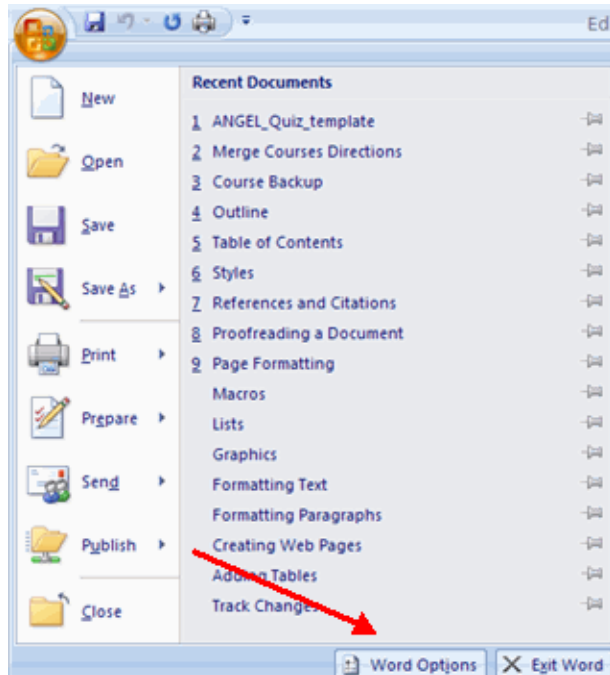 Ed
New
Open
Save
Save As
Print
Prepare
Send
Publish
Close
Recent Documents
1 ANGEL_Quiz_template
2 Merge Courses Directions
3 Course Backup
4 Outline
5 Table of Contents
6 Styles
7 References and Citations
8 Proofreading a Document
9 Page Formatting
Macros
Lists
Graphics
Formatting Text
Formatting Paragraphs
Creating Web Pages
Adding Tables
Track Changes
Word Options
Exit Word